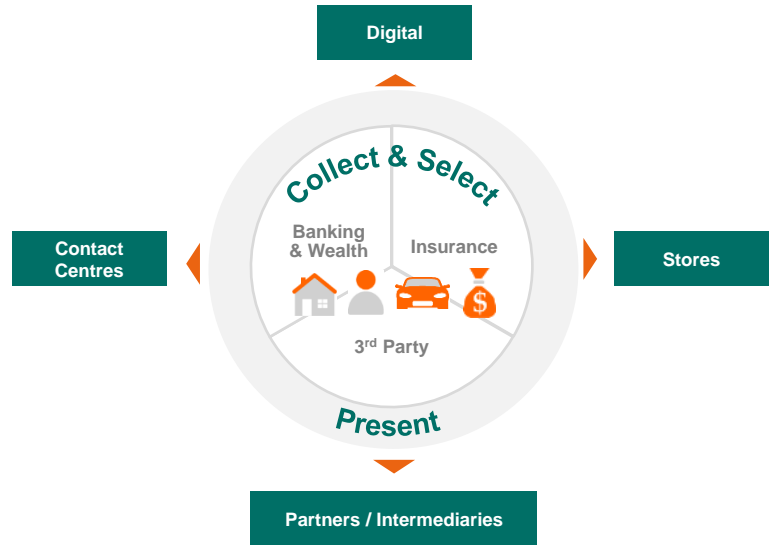 Digital
Collect & Select
Banking
& Wealth
Insurance
Contact
Centres
Stores
$
3rd Party
Present
Partners / Intermediaries